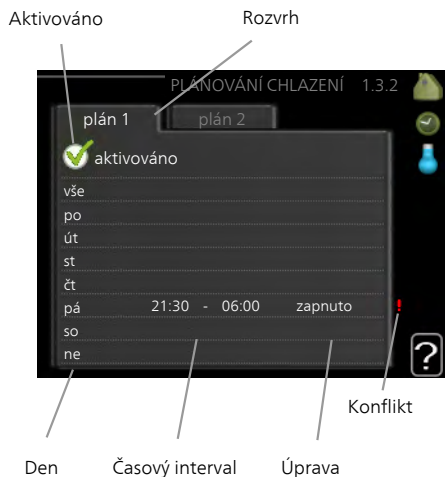 Aktivováno Rozvrh
PLÁNOVÁNÍ CHLAZENÍ 1.3.2
plán 1 plán 2
aktivováno
vše
po
út
st
čt
pá 21:30 - 06:00 zapnuto !
so
ne
?
Konflikt
Den Časový interval Úprava